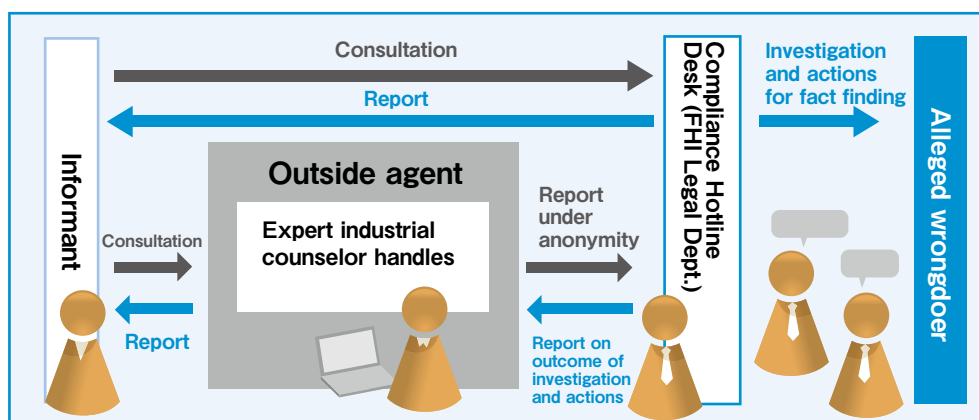 Informant
Consultation
Report
Compliance Hotline
Desk (FHI Legal Dept.)
Investigation
and actions
for fact finding
Alleged wrongdoer
Outside agent
Expert industrial
counselor handles
Consultation
Report
Report
under
anonymity
Report on
outcome of
investigation
and actions